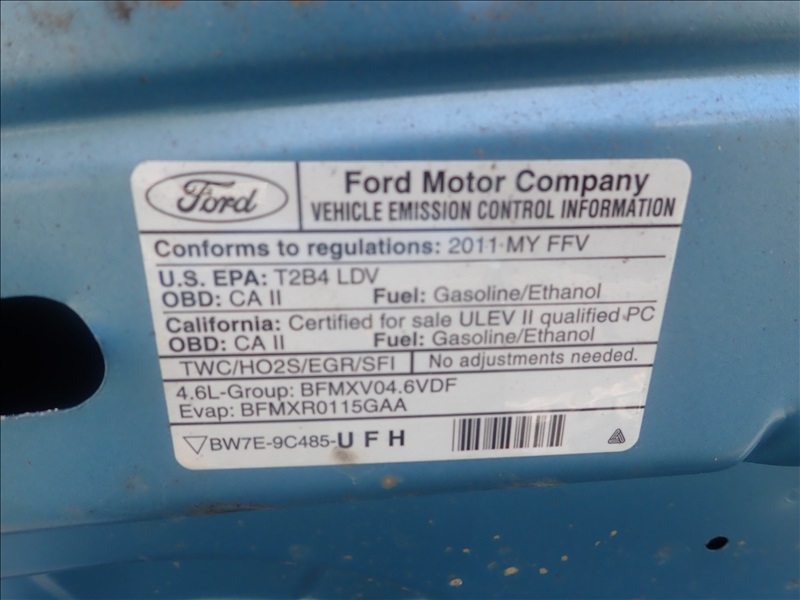 Ford
Ford Motor Company
VEHICLE EMISSION CONTROL INFORMATION
Conforms to regulations: 2011 MY FFV
U.S. EPA: T2B4 LDV
OBD: CA II Fuel: Gasoline/Ethanol
California: Certified for sale ULEV II qualified PC
OBD: CA II Fuel: Gasoline/Ethanol
TWC/HO2S/EGR/SFI No adjustments needed.
4.6L-Group: BFMXV04.6VDF
Evap: BFMXR0115GAA
BW7E-9C485-U F H